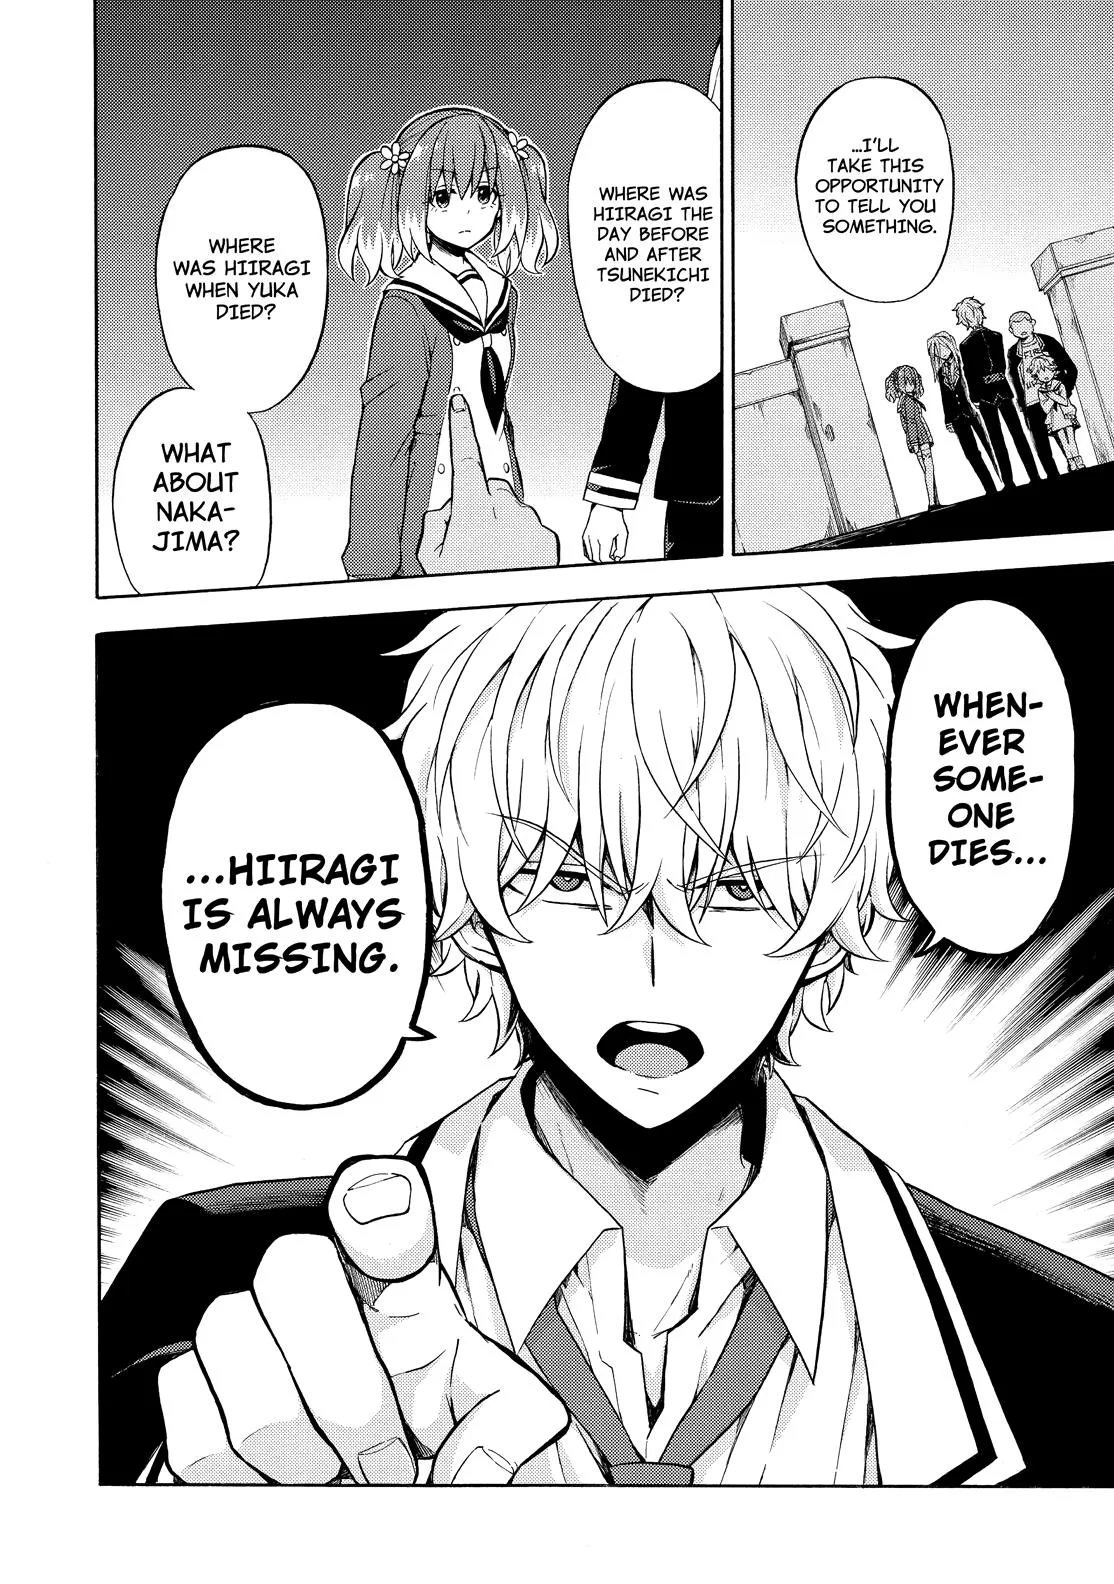 ...I'LL
TAKE THIS
OPPORTUNITY
TO TELL YOU
SOMETHING.
WHERE WAS
HIIRAGI THE
DAY BEFORE
AND AFTER
TSUNEKICHI
DIED?
WHERE
WAS HIIRAGI
WHEN YUKA
DIED?
WHAT
ABOUT
NAKA-
JIMA?
WHEN-
EVER
SOME-
ONE
DIES...
...HIIRAGI
IS ALWAYS
MISSING.